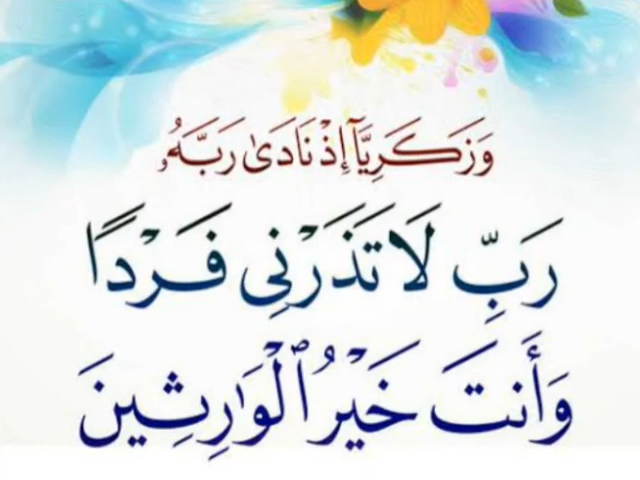 وَزَكَرِيَّآ إِذْ نَادَىٰ رَبَّهُۥ
رَبِّ لَا تَذَرْنِى فَرْدًا
وَأَنتَ خَيْرُ ٱلْوَٰرِثِينَ